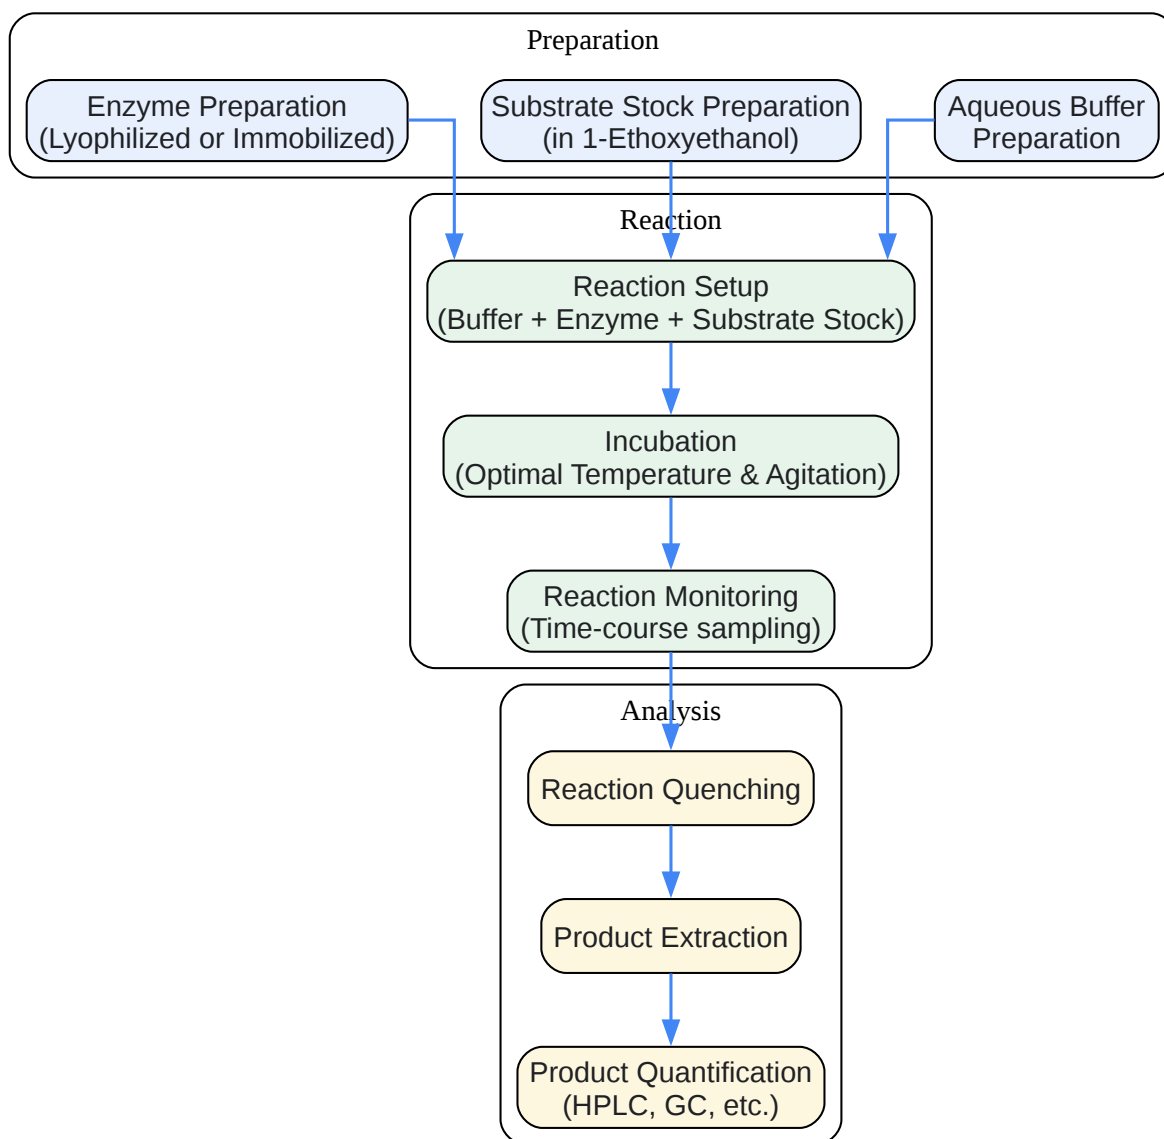 Preparation
Enzyme Preparation
(Lyophilized or Immobilized)
Substrate Stock Preparation
(in 1-Ethoxyethanol)
Aqueous Buffer
Preparation
Reaction
Reaction Setup
(Buffer + Enzyme + Substrate Stock)
Incubation
(Optimal Temperature & Agitation)
Reaction Monitoring
(Time-course sampling)
Analysis
Reaction Quenching
Product Extraction
Product Quantification
(HPLC, GC, etc.)